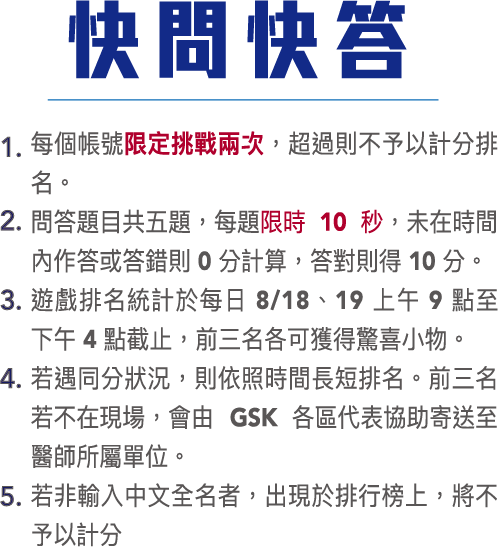 快問快答
1. 每個帳號限定挑戰兩次，超過則不予以計分排
名。
2. 問答題目共五題，每題限時 10 秒，未在時間
內作答或答錯則 0 分計算，答對則得 10 分。
3. 遊戲排名統計於每日 8/18、19 上午 9 點至
下午 4 點截止，前三名各可獲得驚喜小物。
4. 若遇同分狀況，則依照時間長短排名。前三名
若不在現場，會由 GSK 各區代表協助寄送至
醫師所屬單位。
5. 若非輸入中文全名者，出現於排行榜上，將不
予以計分